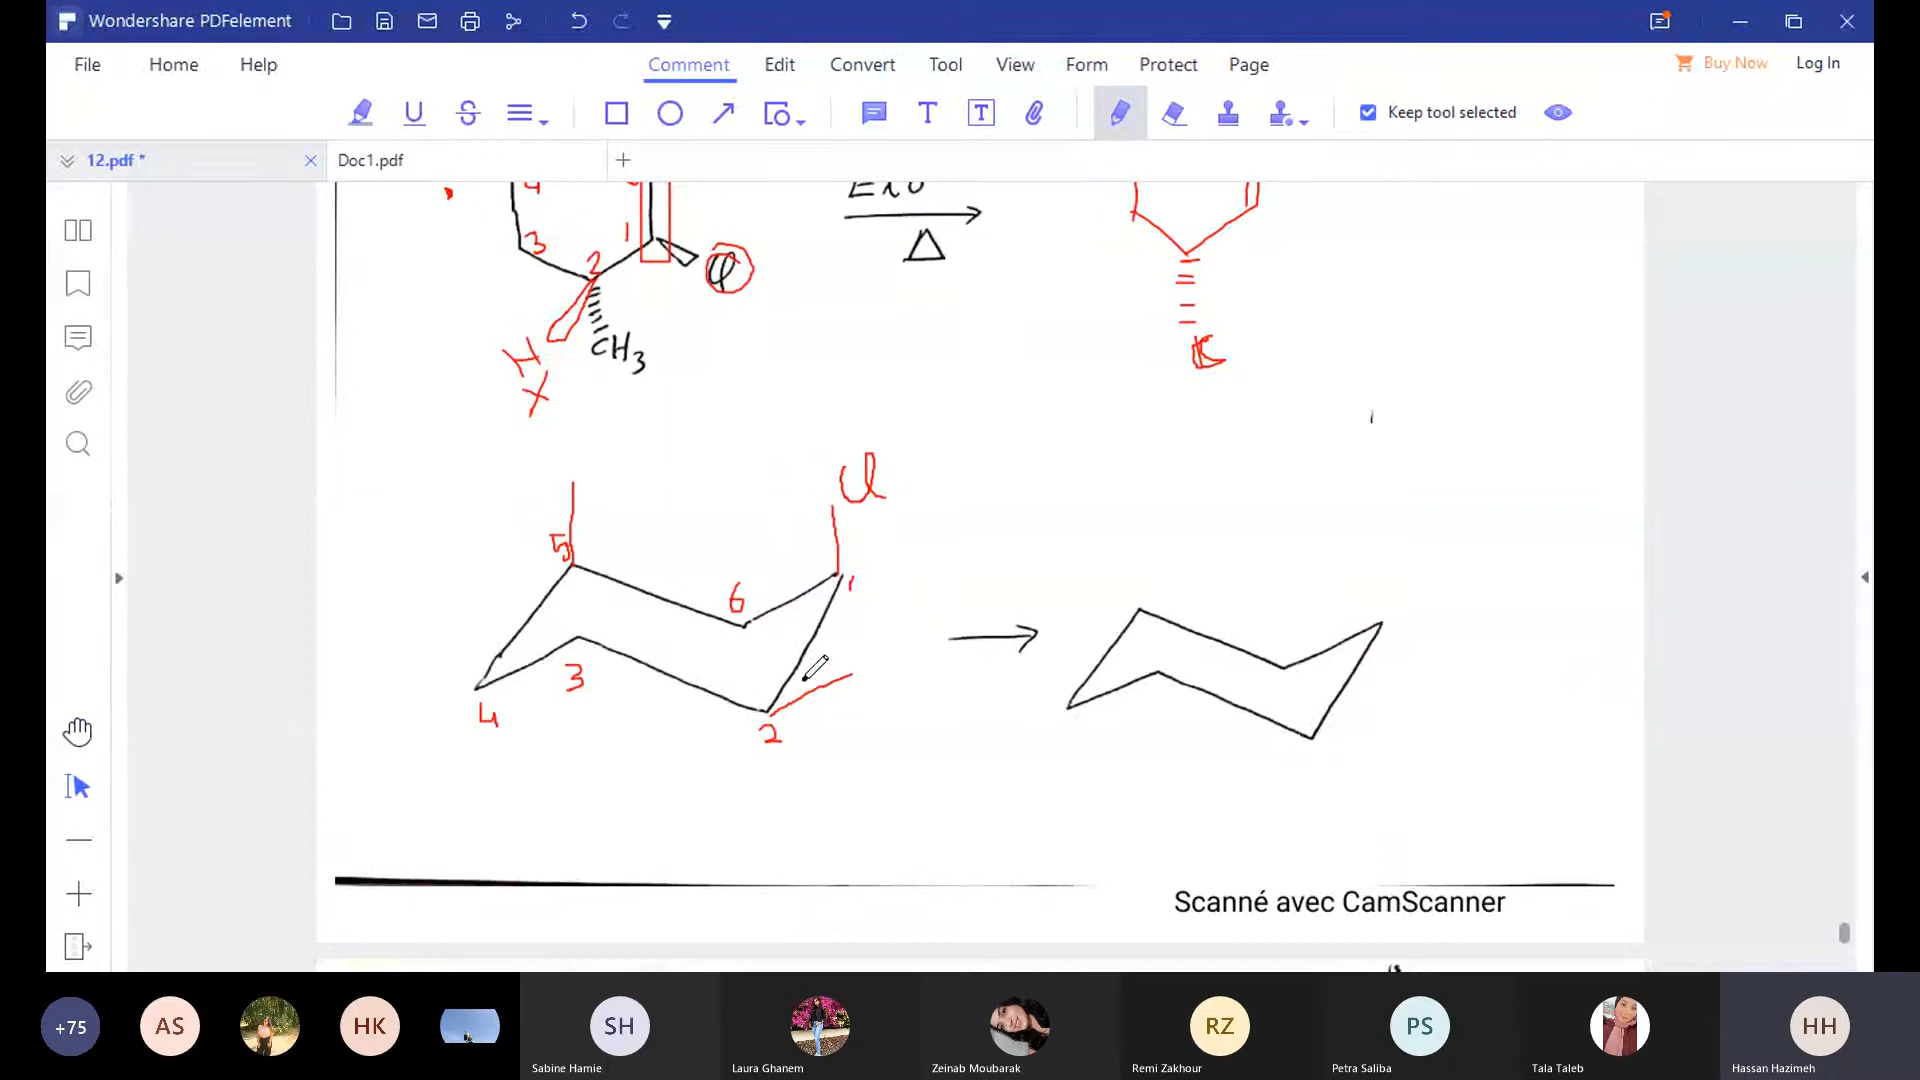 Wondershare PDFelement
File Home Help Comment Edit Convert Tool View Form Protect Page Buy Now Log In
U S T T Keep tool selected
12.pdf * Doc1.pdf
4
3
2
1
Cl
H
X
CH3
Δ
Cl
5
6
1
3
4
2
Scanné avec CamScanner
+75 AS HK SH RZ PS HH
Sabine Hamie Laura Ghanem Zeinab Moubarak Remi Zakhour Petra Saliba Tala Taleb Hassan Hazimeh